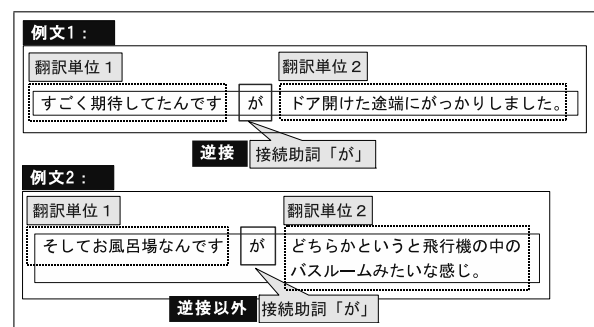 例文1:
翻訳単位1 翻訳単位2
すごく期待してたんです が ドア開けた途端にがっかりしました。
逆接 接続助詞「が」
例文2:
翻訳単位1 翻訳単位2
そしてお風呂場なんです が どちらかというと飛行機の中の
バスルームみたいな感じ。
逆接以外 接続助詞「が」